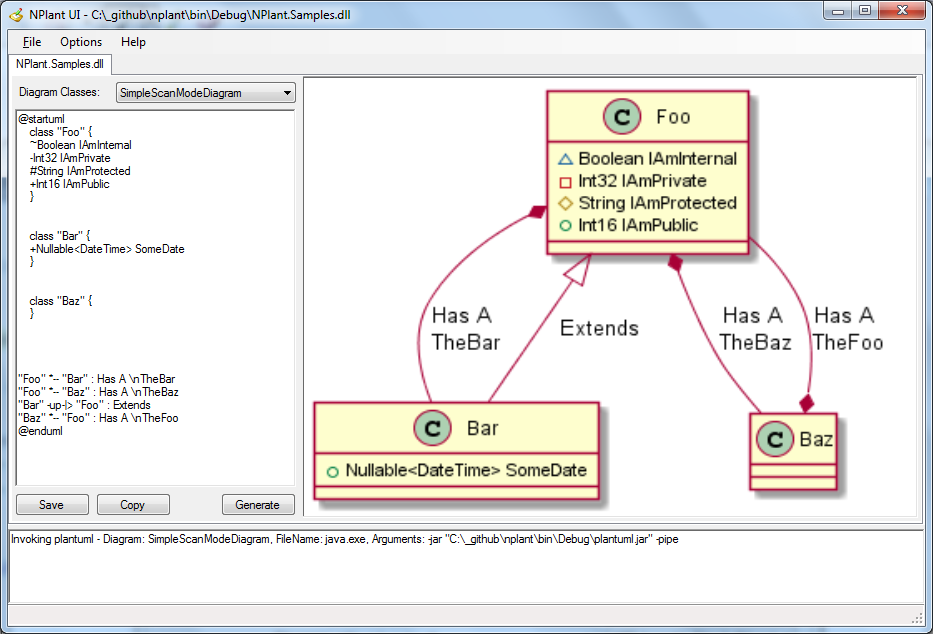 NPlant UI - C:\_github\nplant\bin\Debug\NPlant.Samples.dll
File Options Help
NPlant.Samples.dll
Diagram Classes: SimpleScanModeDiagram
@startuml
class "Foo" {
~Boolean IAmInternal
-Int32 IAmPrivate
#String IAmProtected
+Int16 IAmPublic
}
class "Bar" {
+Nullable<DateTime> SomeDate
}
class "Baz" {
}
"Foo" *-- "Bar" : Has A \nTheBar
"Foo" *-- "Baz" : Has A \nTheBaz
"Bar" -up-|> "Foo" : Extends
"Baz" *-- "Foo" : Has A \nTheFoo
@enduml
Save Copy Generate
C Foo
Boolean IAmInternal
Int32 IAmPrivate
String IAmProtected
Int16 IAmPublic
Has A
TheBar
Extends
Has A
TheBaz
Has A
TheFoo
C Bar
Nullable<DateTime> SomeDate
C Baz
Invoking plantuml - Diagram: SimpleScanModeDiagram, FileName: java.exe, Arguments: -jar "C:\_github\nplant\bin\Debug\plantuml.jar" -pipe